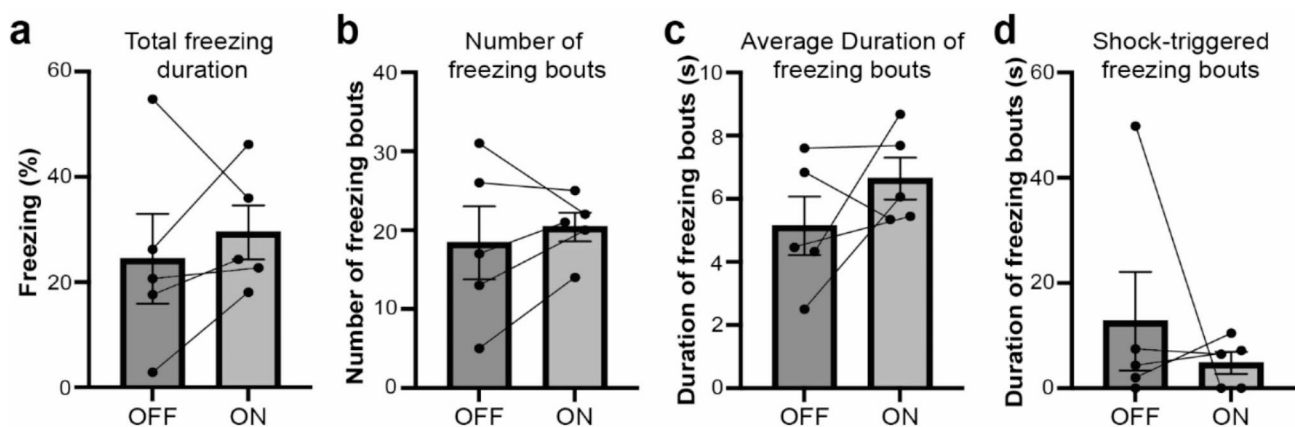 a
Total freezing
duration
Freezing (%)
60
40
20
0
OFF
ON
b
Number of
freezing bouts
Number of freezing bouts
40
30
20
10
0
OFF
ON
c
Average Duration of
freezing bouts
Duration of freezing bouts (s)
10
8
6
4
2
0
OFF
ON
d
Shock-triggered
freezing bouts
Duration of freezing bouts (s)
60
40
20
0
OFF
ON